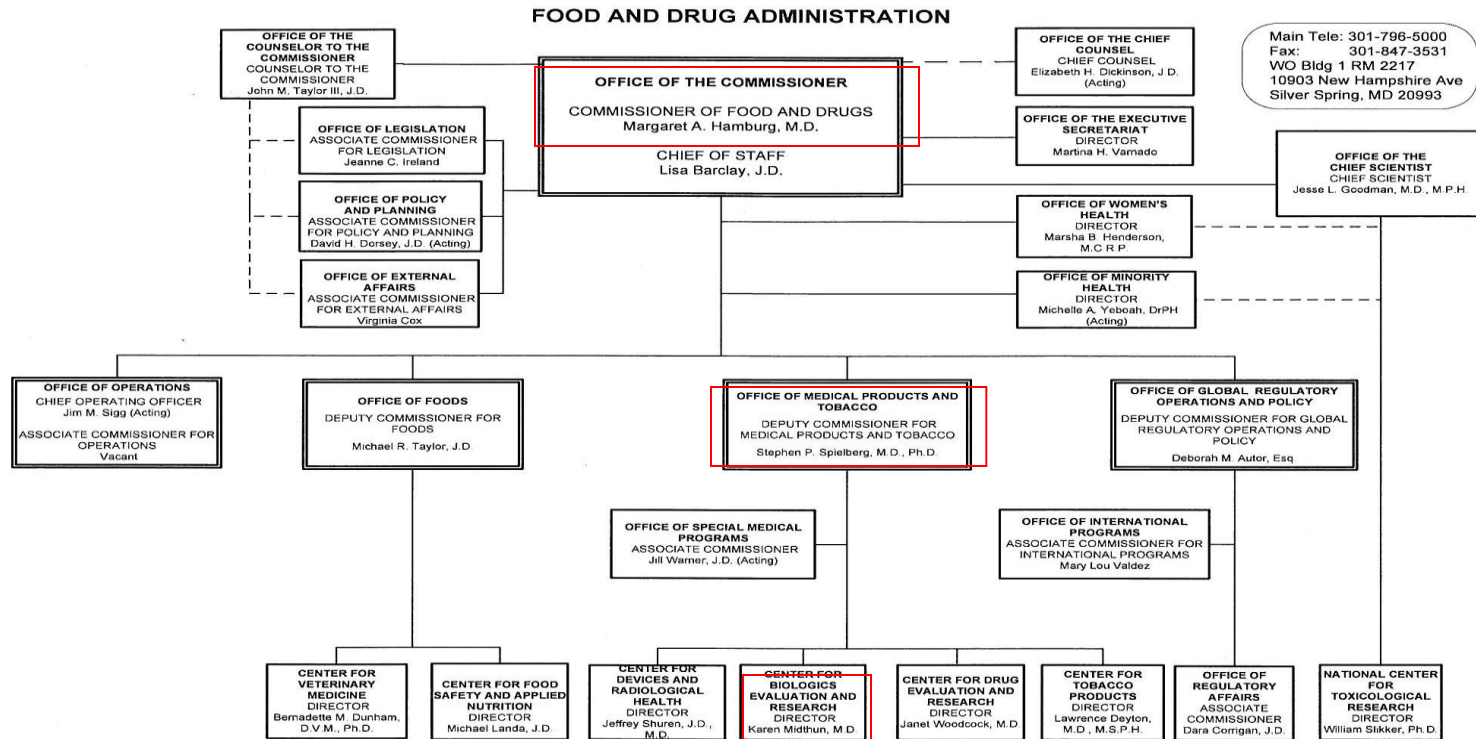 FOOD AND DRUG ADMINISTRATION
OFFICE OF THE
COUNSELOR TO THE
COMMISSIONER
COUNSELOR TO THE
COMMISSIONER
John M. Taylor III, J.D.
OFFICE OF THE COMMISSIONER
COMMISSIONER OF FOOD AND DRUGS
Margaret A. Hamburg, M.D.
CHIEF OF STAFF
Lisa Barclay, J.D.
OFFICE OF THE CHIEF
COUNSEL
CHIEF COUNSEL
Elizabeth H. Dickinson, J.D.
(Acting)
Main Tele: 301-796-5000
Fax: 301-847-3531
WO Bldg 1 RM 2217
10903 New Hampshire Ave
Silver Spring, MD 20993
OFFICE OF LEGISLATION
ASSOCIATE COMMISSIONER
FOR LEGISLATION
Jeanne C. Ireland
OFFICE OF THE EXECUTIVE
SECRETARIAT
DIRECTOR
Martina H. Varnado
OFFICE OF THE
CHIEF SCIENTIST
CHIEF SCIENTIST
Jesse L. Goodman, M.D., M.P.H.
OFFICE OF POLICY
AND PLANNING
ASSOCIATE COMMISSIONER
FOR POLICY AND PLANNING
David H. Dorsey, J.D. (Acting)
OFFICE OF WOMEN'S
HEALTH
DIRECTOR
Marsha B. Henderson,
M.C R P.
OFFICE OF EXTERNAL
AFFAIRS
ASSOCIATE COMMISSIONER
FOR EXTERNAL AFFAIRS
Virginia Cox
OFFICE OF MINORITY
HEALTH
DIRECTOR
Michelle A. Yeboah, DrPH
(Acting)
OFFICE OF OPERATIONS
CHIEF OPERATING OFFICER
Jim M. Sigg (Acting)
ASSOCIATE COMMISSIONER FOR
OPERATIONS
Vacant
OFFICE OF FOODS
DEPUTY COMMISSIONER FOR
FOODS
Michael R. Taylor, J.D.
OFFICE OF MEDICAL PRODUCTS AND
TOBACCO
DEPUTY COMMISSIONER FOR
MEDICAL PRODUCTS AND TOBACCO
Stephen P. Spielberg, M.D., Ph.D.
OFFICE OF GLOBAL REGULATORY
OPERATIONS AND POLICY
DEPUTY COMMISSIONER FOR GLOBAL
REGULATORY OPERATIONS AND
POLICY
Deborah M. Autor, Esq.
OFFICE OF SPECIAL MEDICAL
PROGRAMS
ASSOCIATE COMMISSIONER
Jill Warner, J.D. (Acting)
OFFICE OF INTERNATIONAL
PROGRAMS
ASSOCIATE COMMISSIONER FOR
INTERNATIONAL PROGRAMS
Mary Lou Valdez
CENTER FOR
VETERINARY
MEDICINE
DIRECTOR
Bernadette M. Dunham,
D.V.M., Ph.D.
CENTER FOR FOOD
SAFETY AND APPLIED
NUTRITION
DIRECTOR
Michael Landa, J.D.
CENTER FOR
DEVICES AND
RADIOLOGICAL
HEALTH
DIRECTOR
Jeffrey Shuren, J.D.,
M.D.
CENTER FOR
BIOLOGICS
EVALUATION AND
RESEARCH
DIRECTOR
Karen Midthun, M.D.
CENTER FOR DRUG
EVALUATION AND
RESEARCH
DIRECTOR
Janet Woodcock, M.D
CENTER FOR
TOBACCO
PRODUCTS
DIRECTOR
Lawrence Deyton,
M.D , M.S.P.H.
OFFICE OF
REGULATORY
AFFAIRS
ASSOCIATE
COMMISSIONER
Dara Corrigan, J.D.
NATIONAL CENTER
FOR
TOXICOLOGICAL
RESEARCH
DIRECTOR
William Slikker, Ph.D.